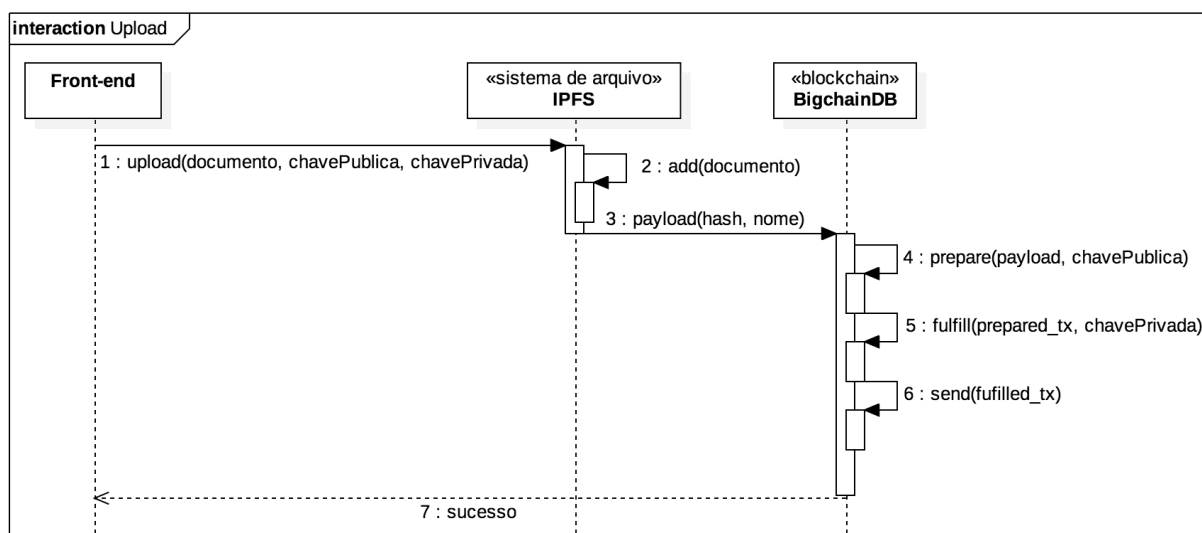 interaction Upload
Front-end
«sistema de arquivo»
IPFS
«blockchain»
BigchainDB
1 : upload(documento, chavePublica, chavePrivada)
2 : add(documento)
3 : payload(hash, nome)
4 : prepare(payload, chavePublica)
5 : fulfill(prepared_tx, chavePrivada)
6 : send(fufilled_tx)
7 : sucesso